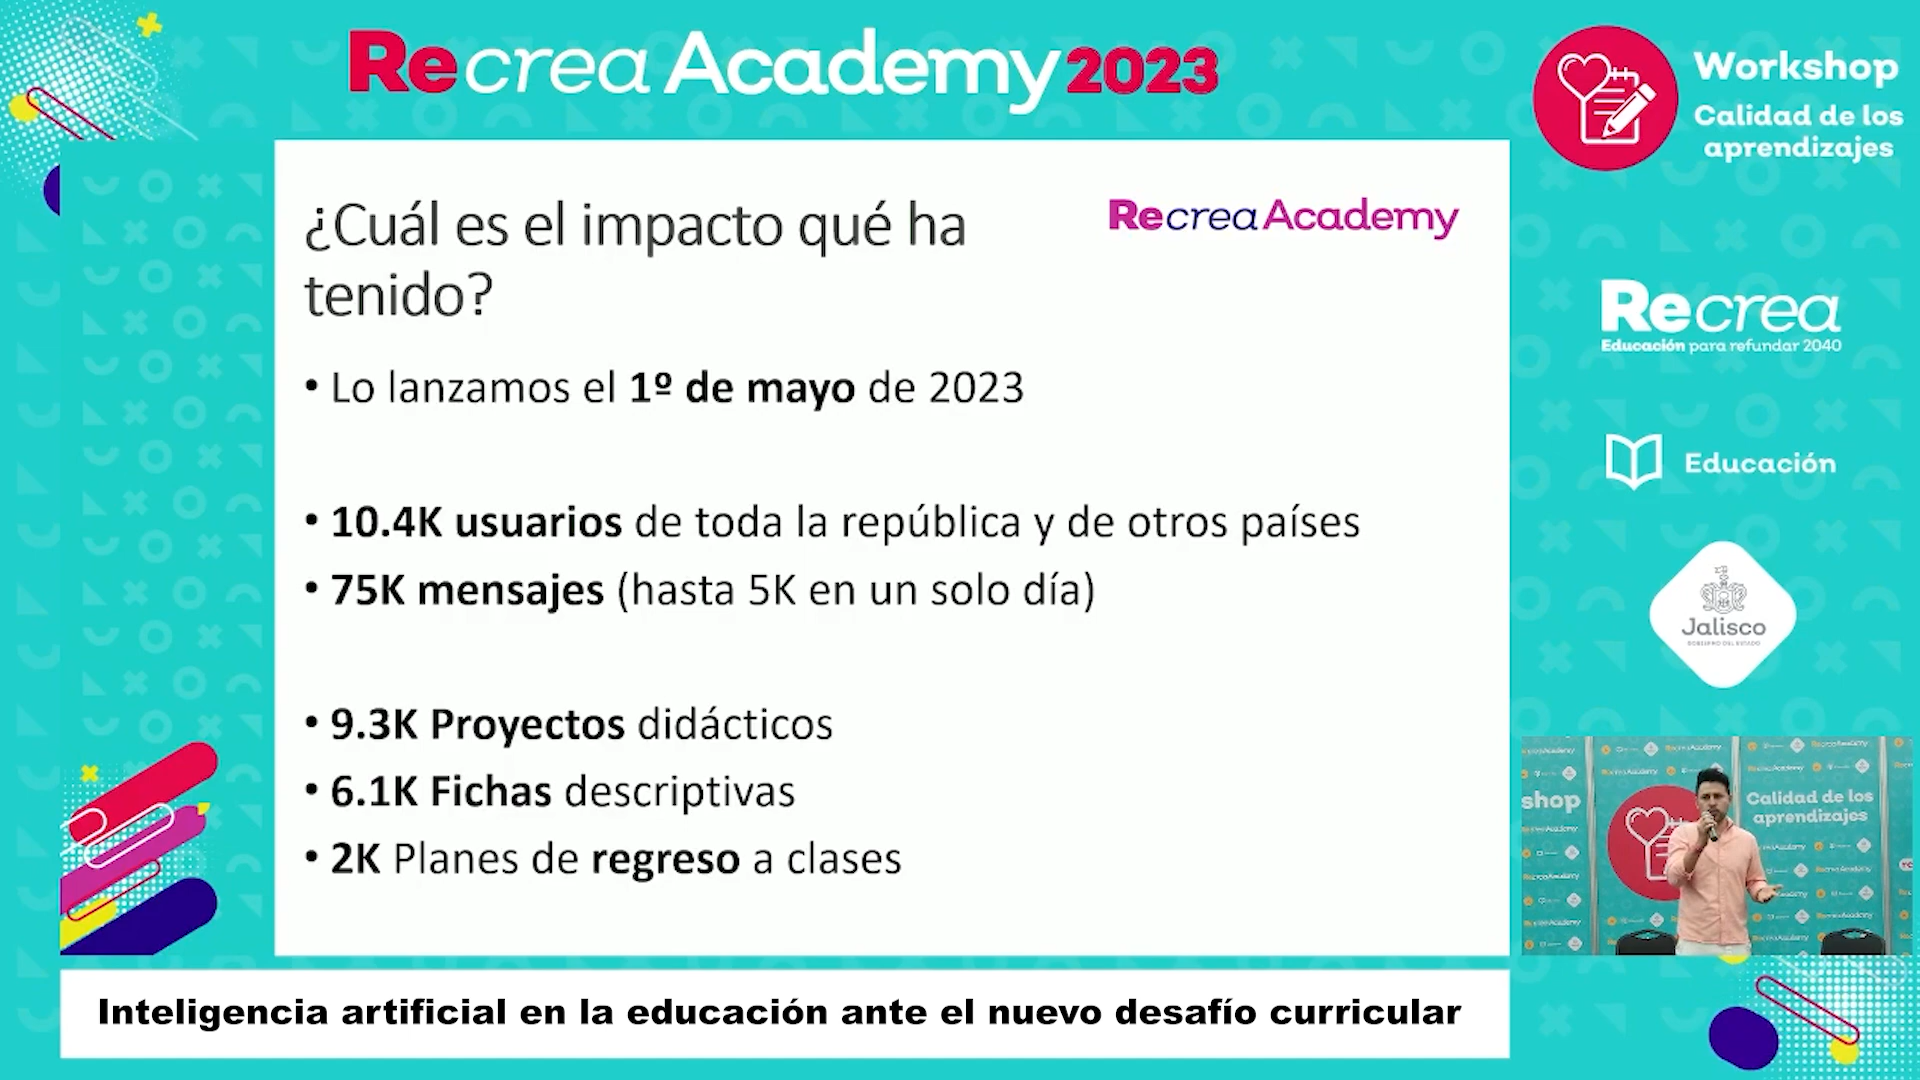 Recrea Academy 2023
Workshop
Calidad de los
aprendizajes
¿Cuál es el impacto qué ha
tenido?
Recrea Academy
• Lo lanzamos el 1º de mayo de 2023
• 10.4K usuarios de toda la república y de otros países
• 75K mensajes (hasta 5K en un solo día)
• 9.3K Proyectos didácticos
• 6.1K Fichas descriptivas
• 2K Planes de regreso a clases
Recrea
Educación para refundar 2040
Educación
Jalisco
GOBIERNO DEL ESTADO
shop
Calidad de los
aprendizajes
Inteligencia artificial en la educación ante el nuevo desafío curricular